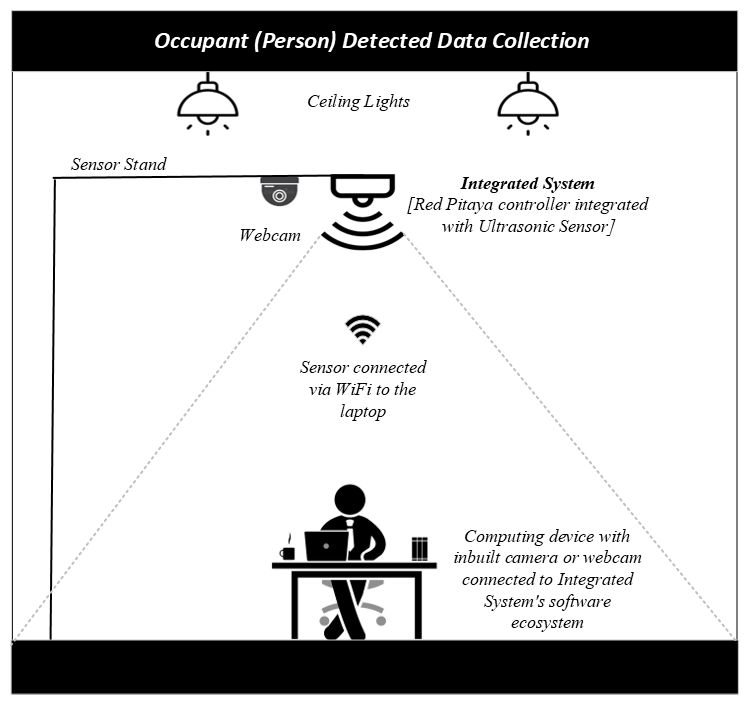 Occupant (Person) Detected Data Collection
Ceiling Lights
Sensor Stand
Integrated System
[Red Pitaya controller integrated
with Ultrasonic Sensor]
Webcam
Sensor connected
via WiFi to the
laptop
Computing device with
inbuilt camera or webcam
connected to Integrated
System's software
ecosystem